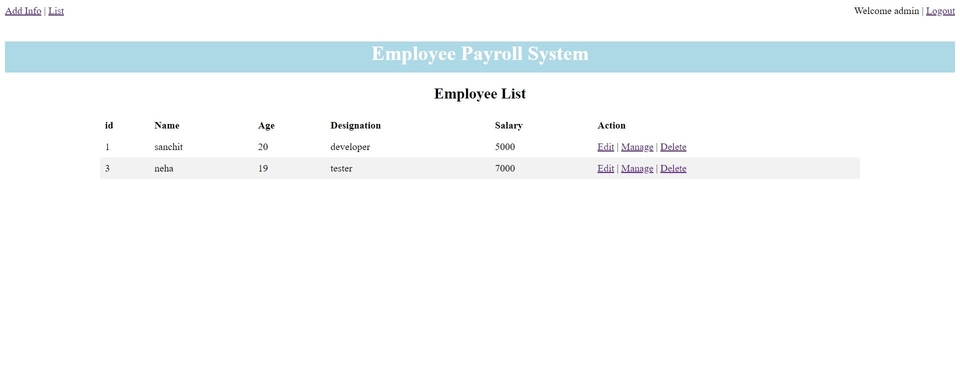 Add Info | List Welcome admin | Logout
Employee Payroll System
Employee List
id Name Age Designation Salary Action
1 sanchit 20 developer 5000 Edit | Manage | Delete
3 neha 19 tester 7000 Edit | Manage | Delete